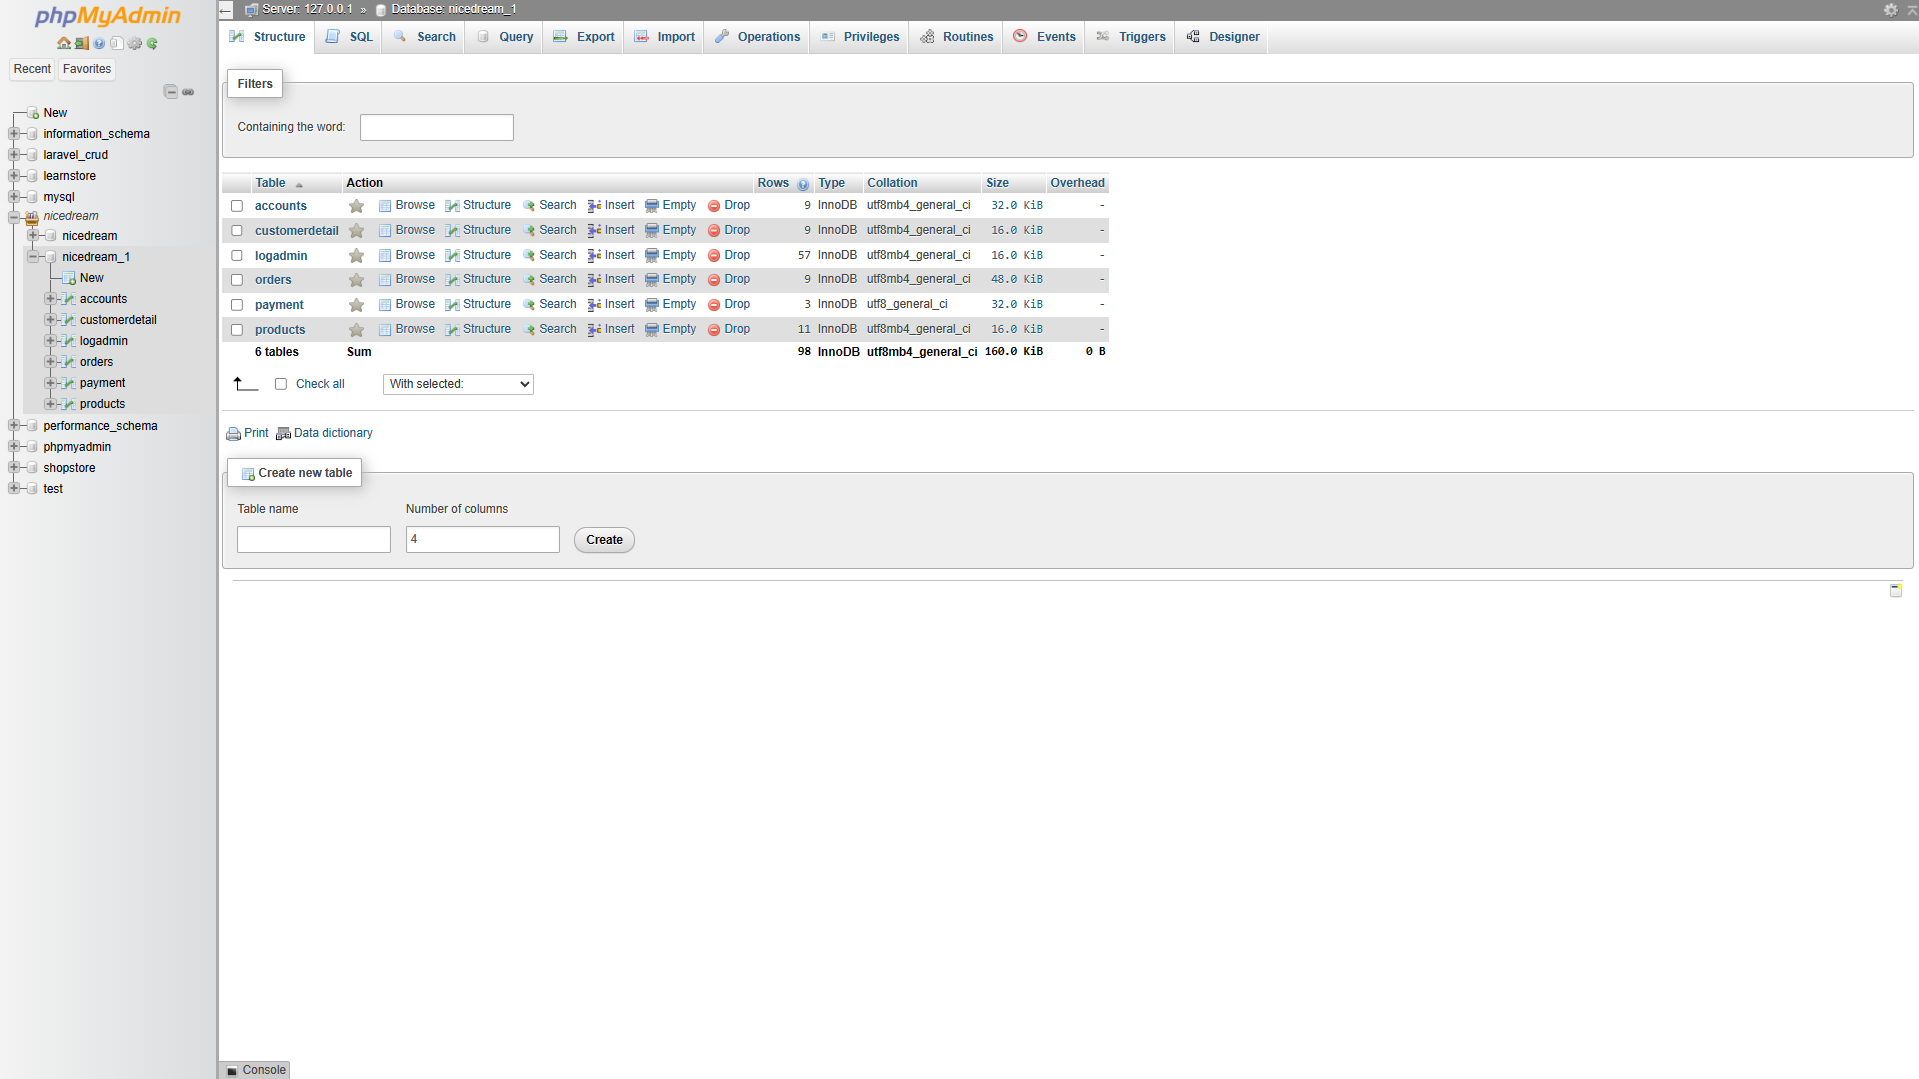 phpMyAdmin
Recent Favorites
New
information_schema
laravel_crud
learnstore
mysql
nicedream
nicedream
nicedream_1
New
accounts
customerdetail
logadmin
orders
payment
products
performance_schema
phpmyadmin
shopstore
test
Server: 127.0.0.1 » Database: nicedream_1
Structure SQL Search Query Export Import Operations Privileges Routines Events Triggers Designer
Filters
Containing the word:
Table Action Rows Type Collation Size Overhead
accounts Browse Structure Search Insert Empty Drop 9 InnoDB utf8mb4_general_ci 32.0 KiB -
customerdetail Browse Structure Search Insert Empty Drop 9 InnoDB utf8mb4_general_ci 16.0 KiB -
logadmin Browse Structure Search Insert Empty Drop 57 InnoDB utf8mb4_general_ci 16.0 KiB -
orders Browse Structure Search Insert Empty Drop 9 InnoDB utf8mb4_general_ci 48.0 KiB -
payment Browse Structure Search Insert Empty Drop 3 InnoDB utf8_general_ci 32.0 KiB -
products Browse Structure Search Insert Empty Drop 11 InnoDB utf8mb4_general_ci 16.0 KiB -
6 tables Sum 98 InnoDB utf8mb4_general_ci 160.0 KiB 0 B
Check all With selected:
Print Data dictionary
Create new table
Table name Number of columns
4 Create
Console